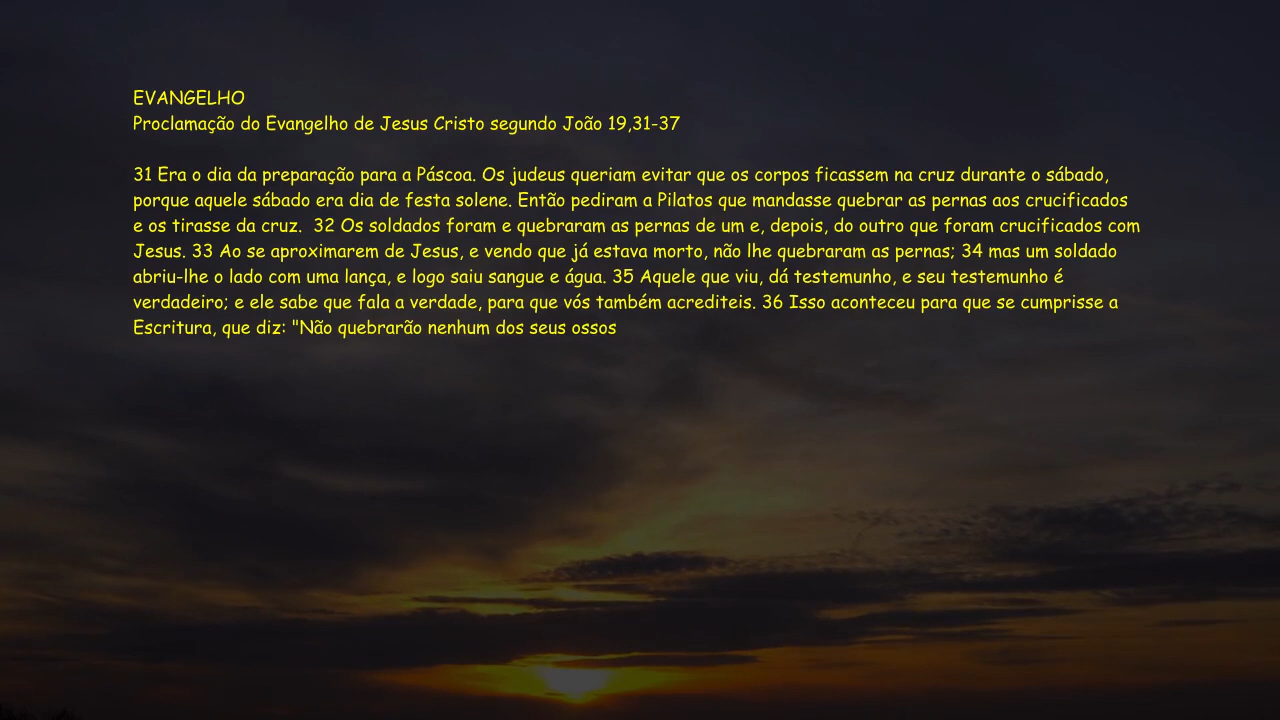 EVANGELHO
Proclamação do Evangelho de Jesus Cristo segundo João 19,31-37
31 Era o dia da preparação para a Páscoa. Os judeus queriam evitar que os corpos ficassem na cruz durante o sábado,
porque aquele sábado era dia de festa solene. Então pediram a Pilatos que mandasse quebrar as pernas aos crucificados
e os tirasse da cruz.  32 Os soldados foram e quebraram as pernas de um e, depois, do outro que foram crucificados com
Jesus. 33 Ao se aproximarem de Jesus, e vendo que já estava morto, não lhe quebraram as pernas; 34 mas um soldado
abriu-lhe o lado com uma lança, e logo saiu sangue e água. 35 Aquele que viu, dá testemunho, e seu testemunho é
verdadeiro; e ele sabe que fala a verdade, para que vós também acrediteis. 36 Isso aconteceu para que se cumprisse a
Escritura, que diz: "Não quebrarão nenhum dos seus ossos